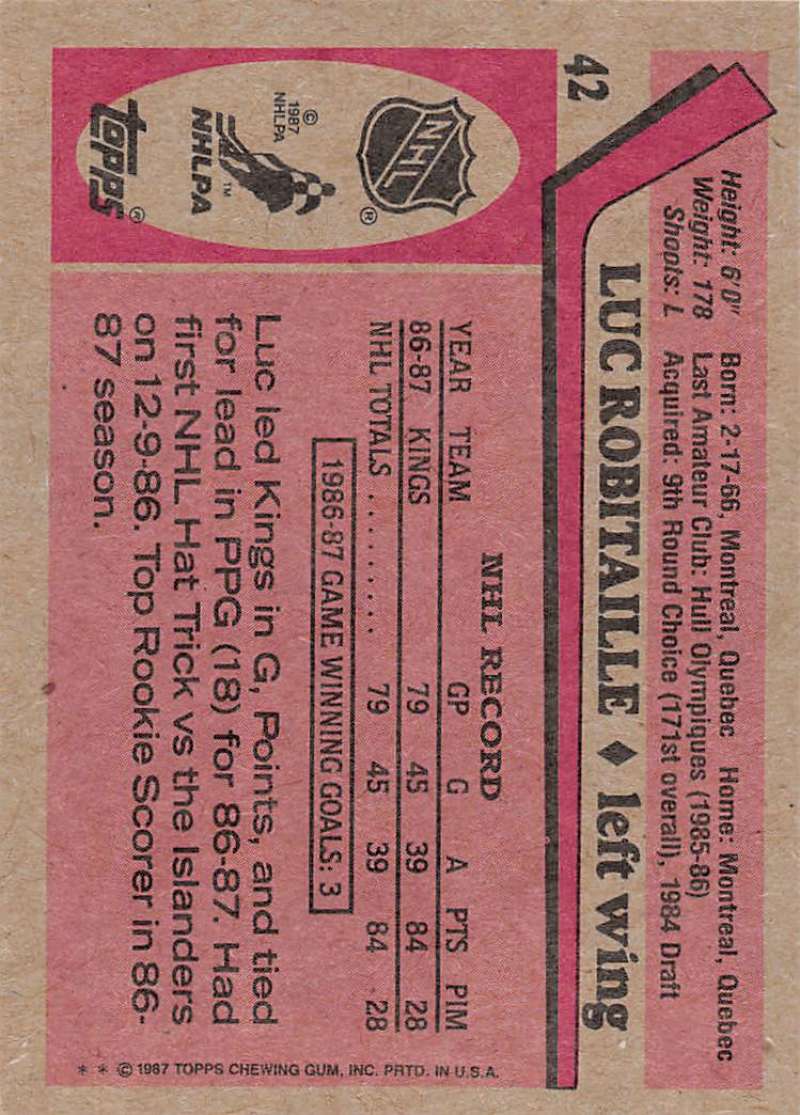 42
Height: 6'0" Born: 2-17-66, Montreal, Quebec Home: Montreal, Quebec
Weight: 178 Last Amateur Club: Hull Olympiques (1985-86)
Shoots: L Acquired: 9th Round Choice (171st overall), 1984 Draft
LUC ROBITAILLE ♦ left wing
NHL
®
© 1987 NHLPA
NHLPA
TM
TOPPS
®
NHL RECORD
YEAR TEAM GP G A PTS PIM
86-87 KINGS 79 45 39 84 28
NHL TOTALS .......... 79 45 39 84 28
1986-87 GAME WINNING GOALS: 3
Luc led Kings in G, Points, and tied
for lead in PPG (18) for 86-87. Had
first NHL Hat Trick vs the Islanders
on 12-9-86. Top Rookie Scorer in 86-
87 season.
* * © 1987 TOPPS CHEWING GUM, INC. PRTD. IN U.S.A.